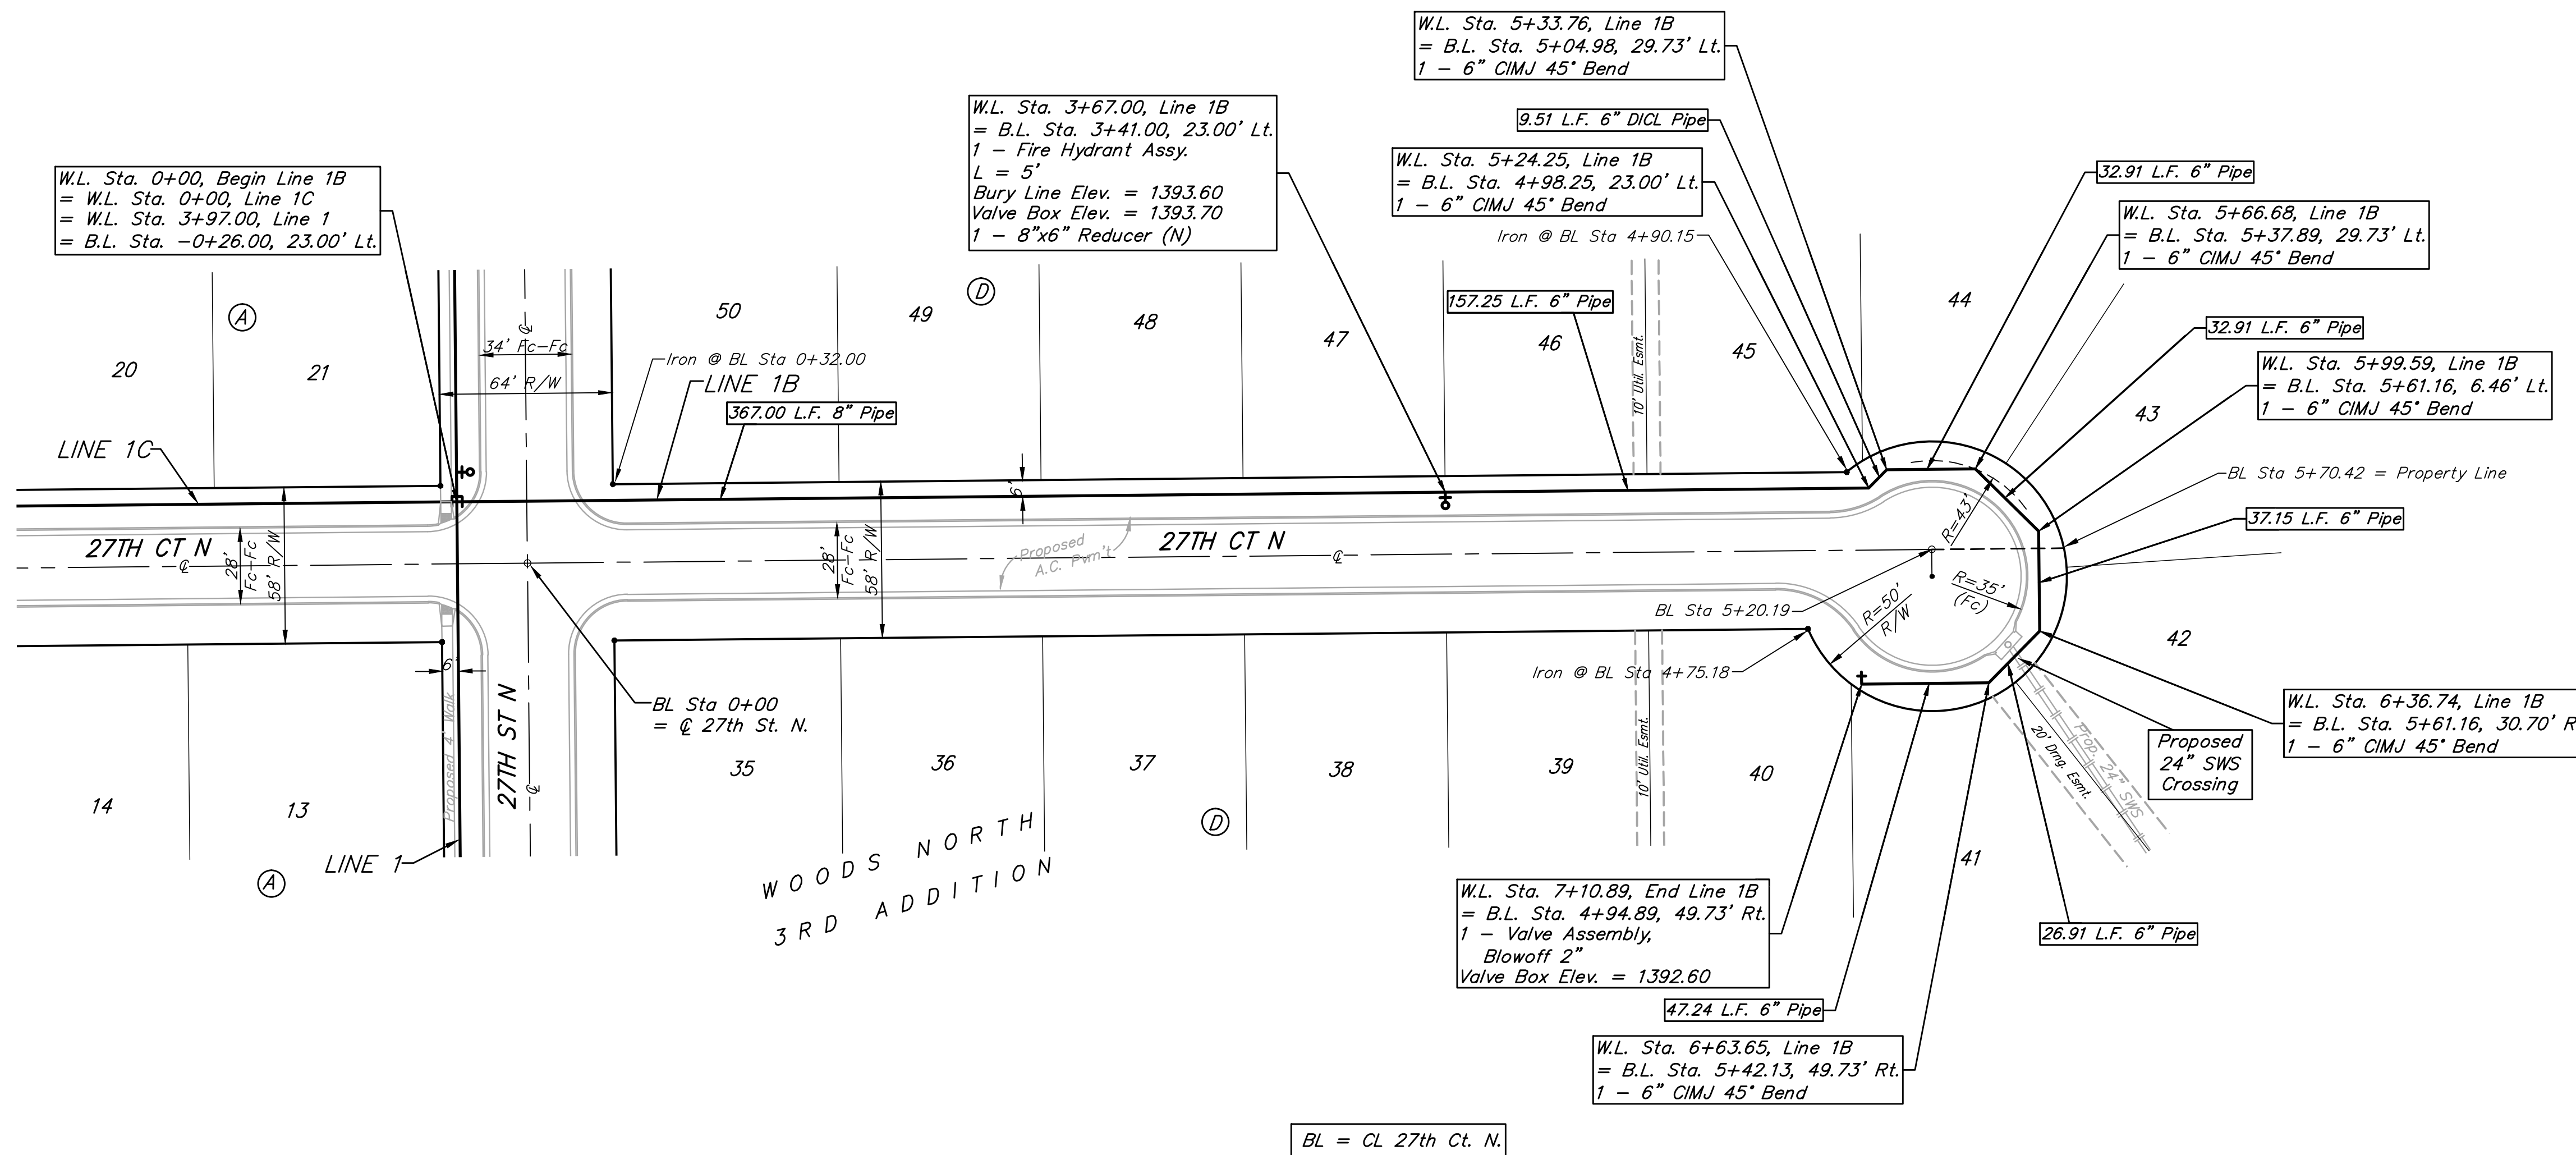 W.L. Sta. 5+33.76, Line 1B
= B.L. Sta. 5+04.98, 29.73' Lt.
1 - 6" CIMJ 45° Bend
W.L. Sta. 3+67.00, Line 1B
= B.L. Sta. 3+41.00, 23.00' Lt.
1 - Fire Hydrant Assy.
L = 5'
Bury Line Elev. = 1393.60
Valve Box Elev. = 1393.70
1 - 8"x6" Reducer (N)
9.51 L.F. 6" DICL Pipe
W.L. Sta. 5+24.25, Line 1B
= B.L. Sta. 4+98.25, 23.00' Lt.
1 - 6" CIMJ 45° Bend
Iron @ BL Sta 4+90.15
W.L. Sta. 0+00, Begin Line 1B
= W.L. Sta. 0+00, Line 1C
= W.L. Sta. 3+97.00, Line 1
= B.L. Sta. -0+26.00, 23.00' Lt.
32.91 L.F. 6" Pipe
W.L. Sta. 5+66.68, Line 1B
= B.L. Sta. 5+37.89, 29.73' Lt.
1 - 6" CIMJ 45° Bend
32.91 L.F. 6" Pipe
W.L. Sta. 5+99.59, Line 1B
= B.L. Sta. 5+61.16, 6.46' Lt.
1 - 6" CIMJ 45° Bend
157.25 L.F. 6" Pipe
A
D
20
21
50
49
48
47
46
45
44
43
10' Util. Esmt.
34' Fc-Fc
64' R/W
Iron @ BL Sta 0+32.00
LINE 1B
367.00 L.F. 8" Pipe
LINE 1C
6'
BL Sta 5+70.42 = Property Line
37.15 L.F. 6" Pipe
27TH CT N
28'
Fc-Fc
58' R/W
28'
Fc-Fc
58' R/W
Proposed
A.C. Pvm't
27TH CT N
R=43'
R=35'
(Fc)
R=50'
R/W
BL Sta 5+20.19
Iron @ BL Sta 4+75.18
6'
Proposed 4' Walk
27TH ST N
BL Sta 0+00
= ℄ 27th St. N.
LINE 1
14
13
A
35
36
37
38
39
40
41
42
D
10' Util. Esmt.
WOODS NORTH
3RD ADDITION
W.L. Sta. 6+36.74, Line 1B
= B.L. Sta. 5+61.16, 30.70' R
1 - 6" CIMJ 45° Bend
Proposed
24" SWS
Crossing
Prop. 24" SWS
20' Drng. Esmt.
26.91 L.F. 6" Pipe
W.L. Sta. 7+10.89, End Line 1B
= B.L. Sta. 4+94.89, 49.73' Rt.
1 - Valve Assembly,
Blowoff 2"
Valve Box Elev. = 1392.60
47.24 L.F. 6" Pipe
W.L. Sta. 6+63.65, Line 1B
= B.L. Sta. 5+42.13, 49.73' Rt.
1 - 6" CIMJ 45° Bend
BL = CL 27th Ct. N.